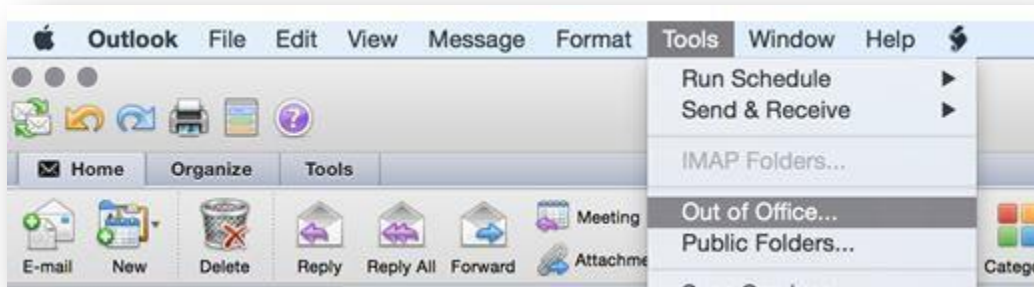 Outlook File Edit View Message Format Tools Window Help
Run Schedule
Send & Receive
Home Organize Tools
IMAP Folders...
Out of Office...
Public Folders...
Meeting
E-mail New Delete Reply Reply All Forward